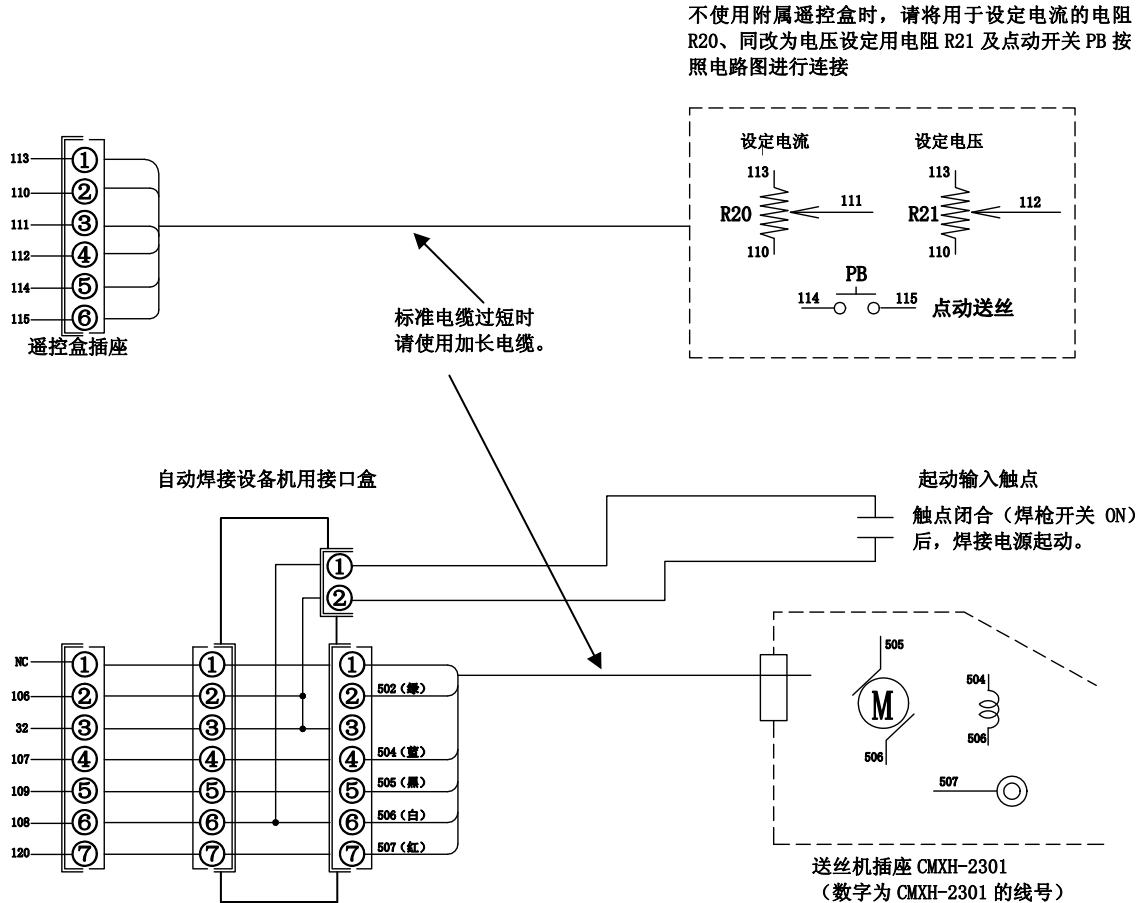 不使用附属遥控盒时，请将用于设定电流的电阻
R20、同改为电压设定用电阻 R21 及点动开关 PB 按
照电路图进行连接
设定电流
设定电压
113
113
R20
111
R21
112
110
110
PB
114
115
点动送丝
113
①
110
②
111
③
112
④
114
⑤
115
⑥
遥控盒插座
标准电缆过短时
请使用加长电缆。
自动焊接设备机用接口盒
起动输入触点
触点闭合（焊枪开关 ON）
后，焊接电源起动。
①
②
NC ① ① ①
106 ② ② ② 502（绿）
32 ③ ③ ③
107 ④ ④ ④ 504（蓝）
109 ⑤ ⑤ ⑤ 505（黑）
108 ⑥ ⑥ ⑥ 506（白）
120 ⑦ ⑦ ⑦ 507（红）
505
M
506
504
506
507
送丝机插座 CMXH-2301
（数字为 CMXH-2301 的线号）